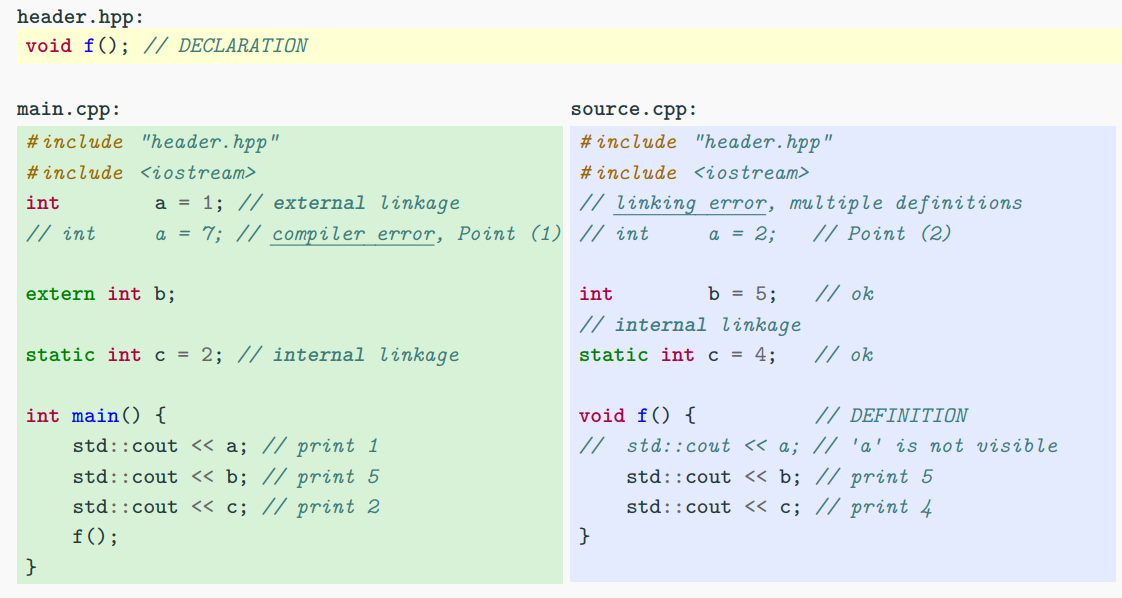 header.hpp:
void f(); // DECLARATION
main.cpp:
#include "header.hpp"
#include <iostream>
int        a = 1; // external linkage
// int     a = 7; // compiler error, Point (1)
extern int b;
static int c = 2; // internal linkage
int main() {
    std::cout << a; // print 1
    std::cout << b; // print 5
    std::cout << c; // print 2
    f();
}
source.cpp:
#include "header.hpp"
#include <iostream>
// linking error, multiple definitions
// int     a = 2;   // Point (2)
int        b = 5;   // ok
// internal linkage
static int c = 4;   // ok
void f() {          // DEFINITION
//  std::cout << a; // 'a' is not visible
    std::cout << b; // print 5
    std::cout << c; // print 4
}